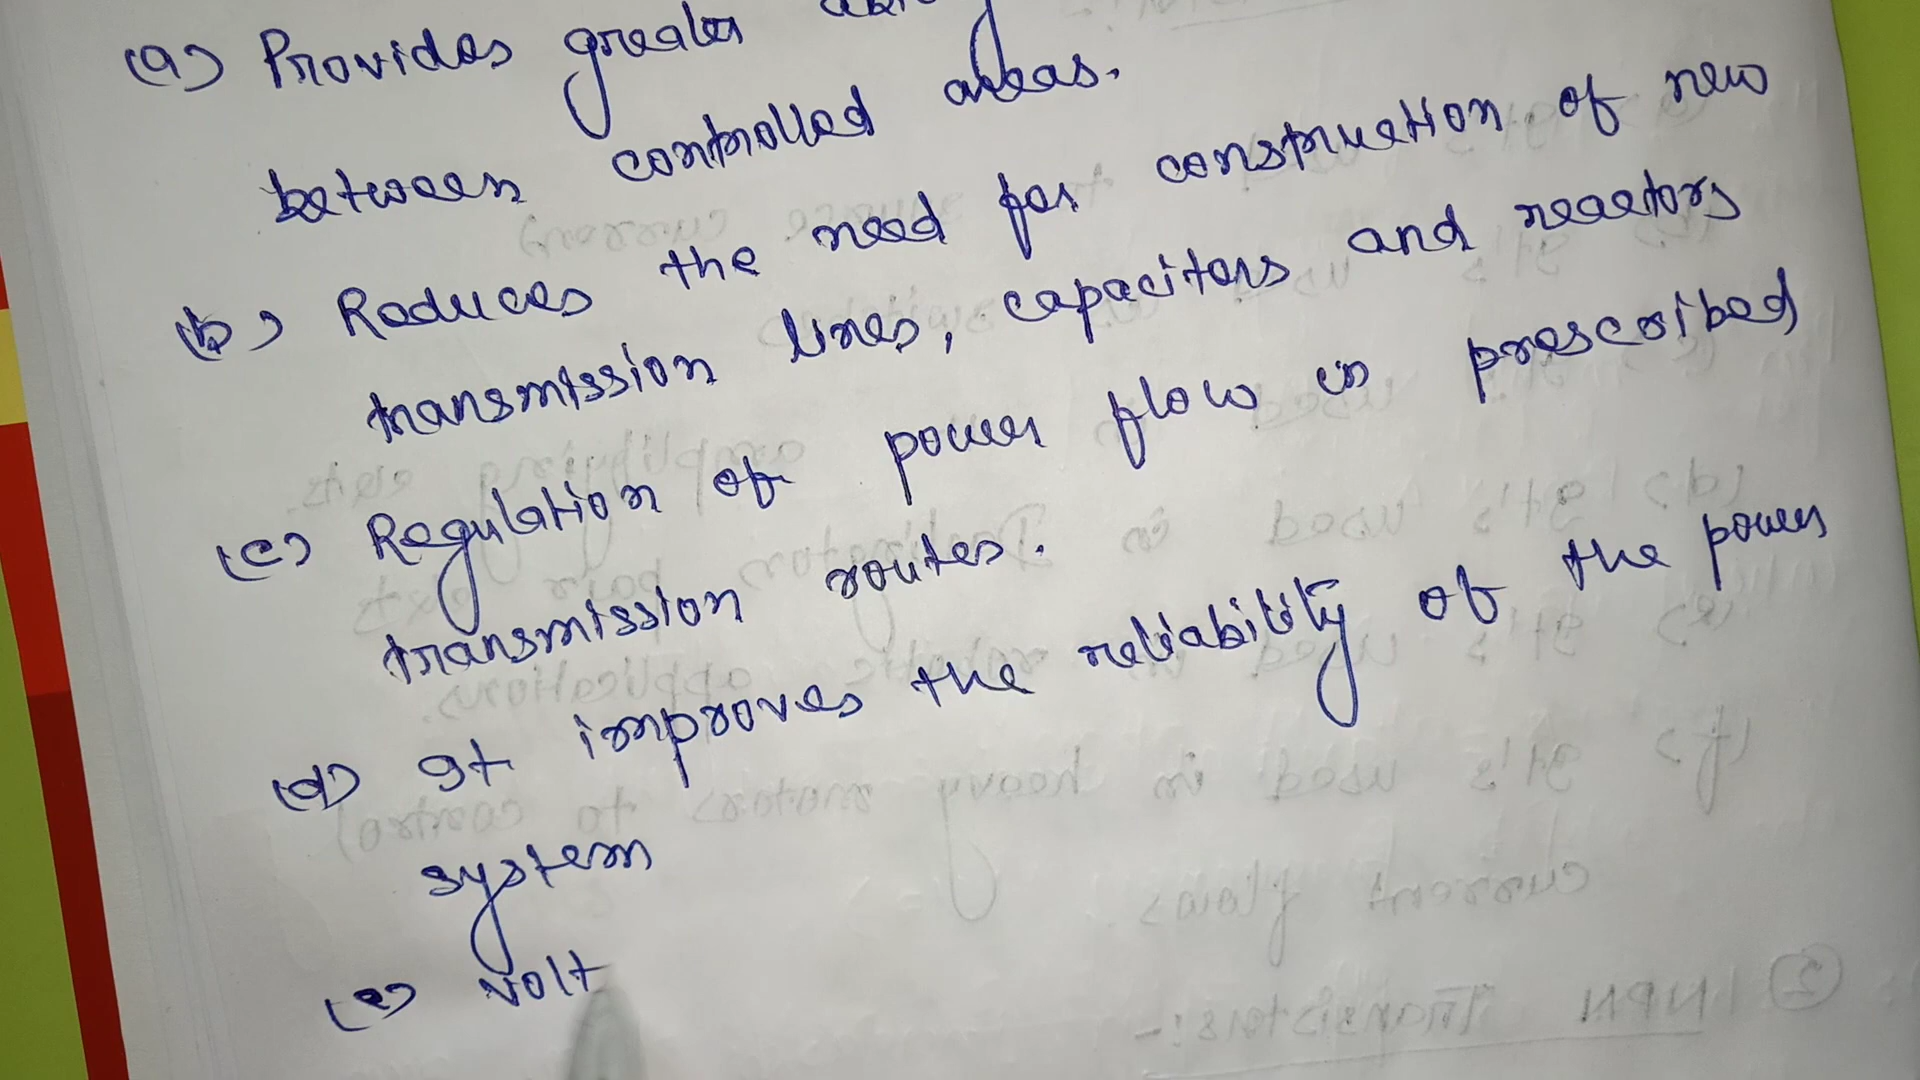 (a) Provides greater
between controlled areas.
(b) Reduces the need for construction of new
transmission lines, capacitors and reactors
(c) Regulation of power flow in prescribed
transmission routes.
(d) It improves the reliability of the power
system
(e) Volt